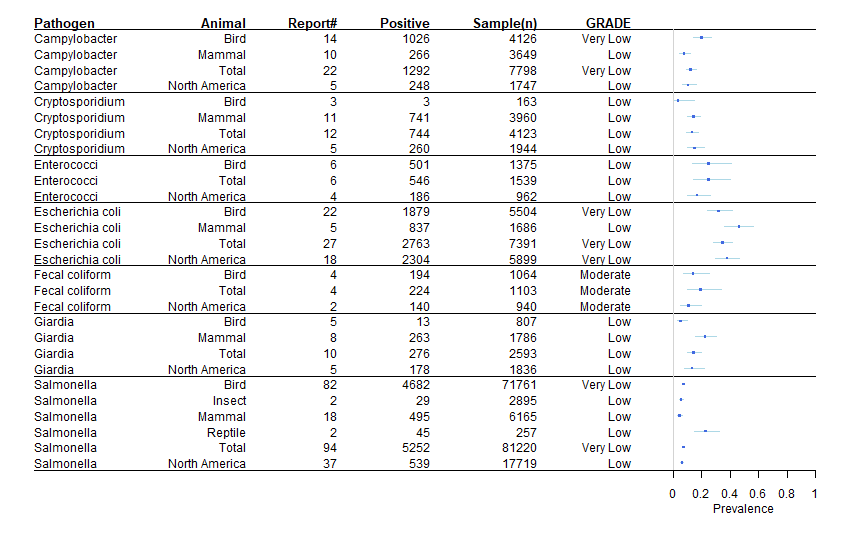 Pathogen Animal Report# Positive Sample(n) GRADE
Campylobacter Bird 14 1026 4126 Very Low
Campylobacter Mammal 10 266 3649 Low
Campylobacter Total 22 1292 7798 Very Low
Campylobacter North America 5 248 1747 Low
Cryptosporidium Bird 3 3 163 Low
Cryptosporidium Mammal 11 741 3960 Low
Cryptosporidium Total 12 744 4123 Low
Cryptosporidium North America 5 260 1944 Low
Enterococci Bird 6 501 1375 Low
Enterococci Total 6 546 1539 Low
Enterococci North America 4 186 962 Low
Escherichia coli Bird 22 1879 5504 Very Low
Escherichia coli Mammal 5 837 1686 Low
Escherichia coli Total 27 2763 7391 Very Low
Escherichia coli North America 18 2304 5899 Very Low
Fecal coliform Bird 4 194 1064 Moderate
Fecal coliform Total 4 224 1103 Moderate
Fecal coliform North America 2 140 940 Moderate
Giardia Bird 5 13 807 Low
Giardia Mammal 8 263 1786 Low
Giardia Total 10 276 2593 Low
Giardia North America 5 178 1836 Low
Salmonella Bird 82 4682 71761 Very Low
Salmonella Insect 2 29 2895 Low
Salmonella Mammal 18 495 6165 Low
Salmonella Reptile 2 45 257 Low
Salmonella Total 94 5252 81220 Very Low
Salmonella North America 37 539 17719 Low
0 0.2 0.4 0.6 0.8 1
Prevalence